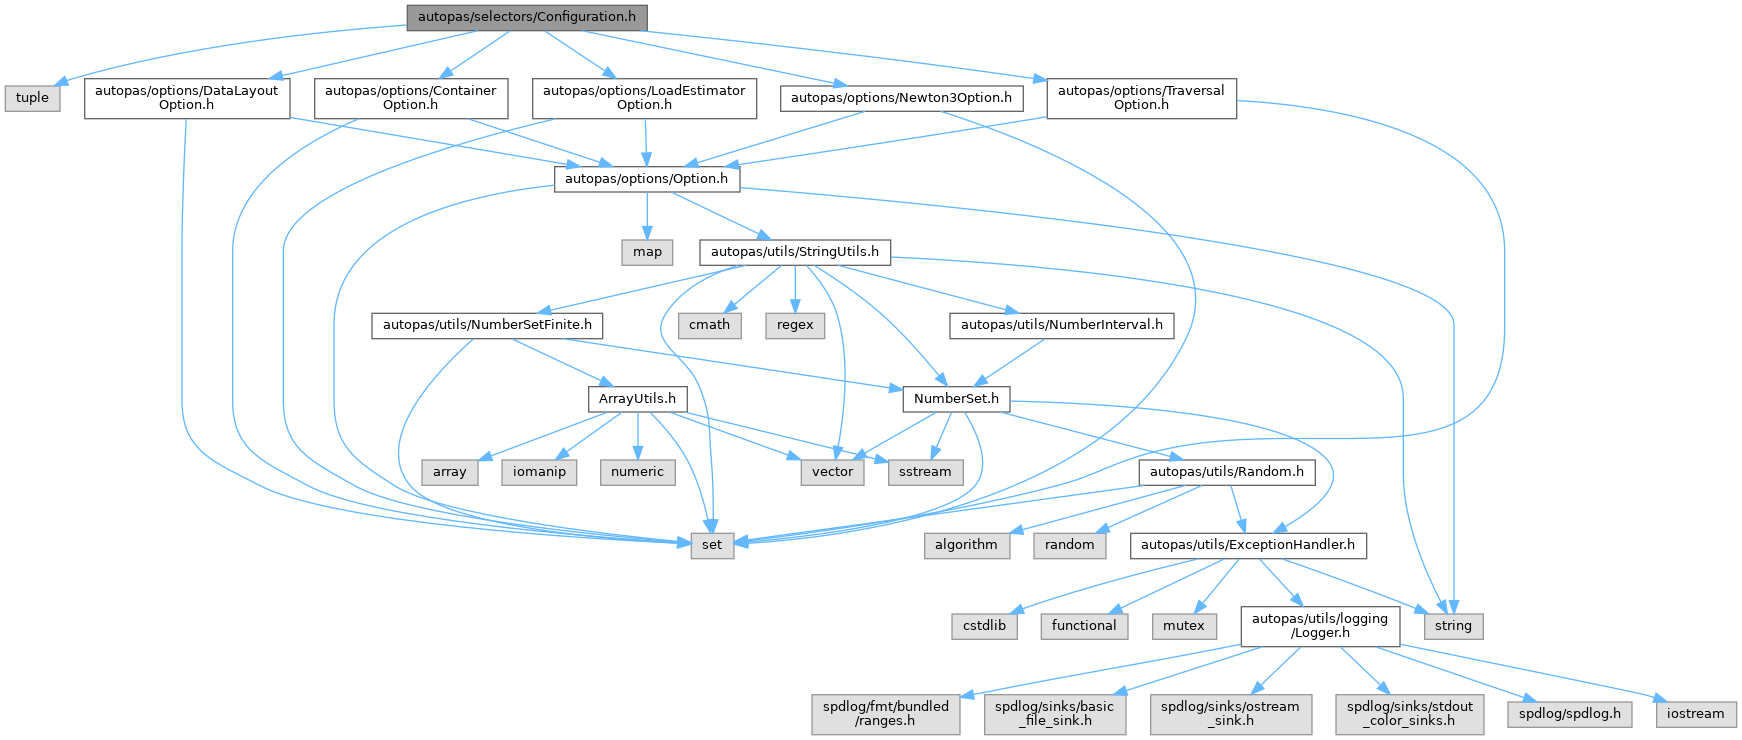 autopas/selectors/Configuration.h
tuple
autopas/options/DataLayout
Option.h
autopas/options/Container
Option.h
autopas/options/LoadEstimator
Option.h
autopas/options/Newton3Option.h
autopas/options/Traversal
Option.h
autopas/options/Option.h
map
autopas/utils/StringUtils.h
autopas/utils/NumberSetFinite.h
cmath
regex
autopas/utils/NumberInterval.h
ArrayUtils.h
NumberSet.h
array
iomanip
numeric
vector
sstream
autopas/utils/Random.h
set
algorithm
random
autopas/utils/ExceptionHandler.h
cstdlib
functional
mutex
autopas/utils/logging
/Logger.h
string
spdlog/fmt/bundled
/ranges.h
spdlog/sinks/basic
_file_sink.h
spdlog/sinks/ostream
_sink.h
spdlog/sinks/stdout
_color_sinks.h
spdlog/spdlog.h
iostream